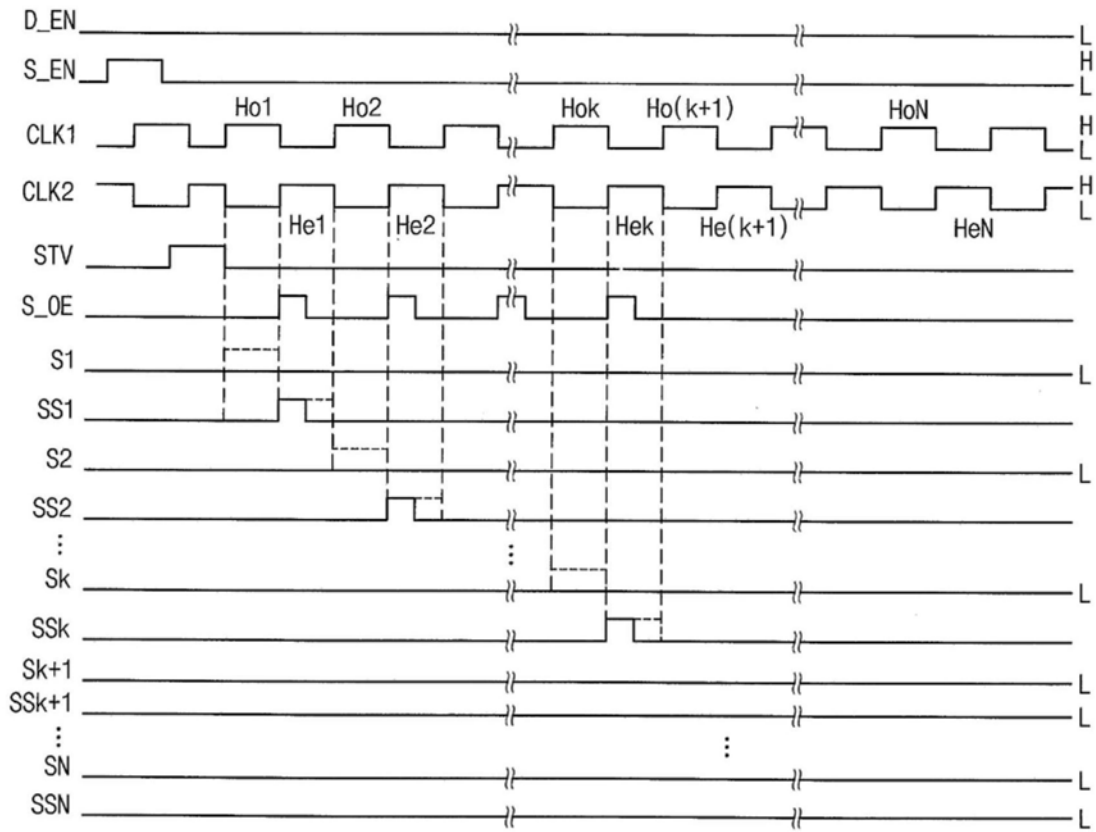 D_EN L
S_EN H
L
Ho1 Ho2 Hok Ho(k+1) HoN
CLK1 H
L
CLK2 H
L
He1 He2 Hek He(k+1) HeN
STV
S_OE
S1 L
SS1
S2 L
SS2
Sk L
SSk
Sk+1 L
SSk+1 L
SN L
SSN L